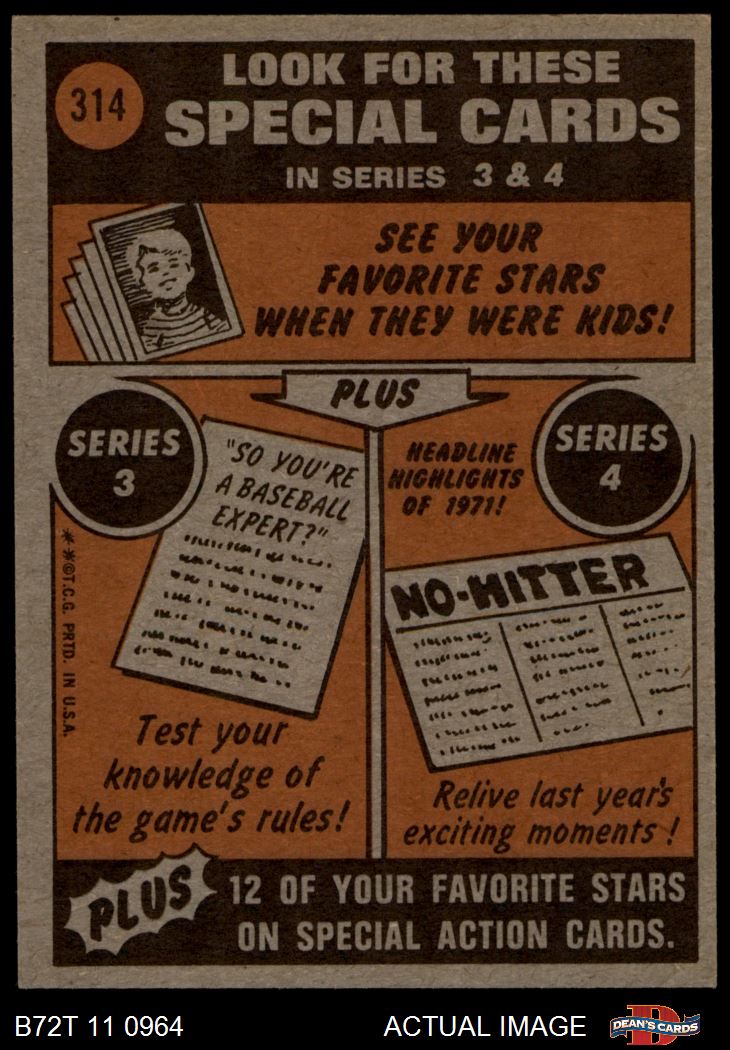 314
LOOK FOR THESE
SPECIAL CARDS
IN SERIES 3 & 4
SEE YOUR
FAVORITE STARS
WHEN THEY WERE KIDS!
PLUS
SERIES
3
"SO YOU'RE
A BASEBALL
EXPERT?"
Test your
knowledge of
the game's rules!
HEADLINE
HIGHLIGHTS
OF 1971!
SERIES
4
NO-HITTER
Relive last year's
exciting moments!
**©T.C.G. PRTD. IN U.S.A.
PLUS
12 OF YOUR FAVORITE STARS
ON SPECIAL ACTION CARDS.
B72T 11 0964
ACTUAL IMAGE
D
DEAN'S CARDS